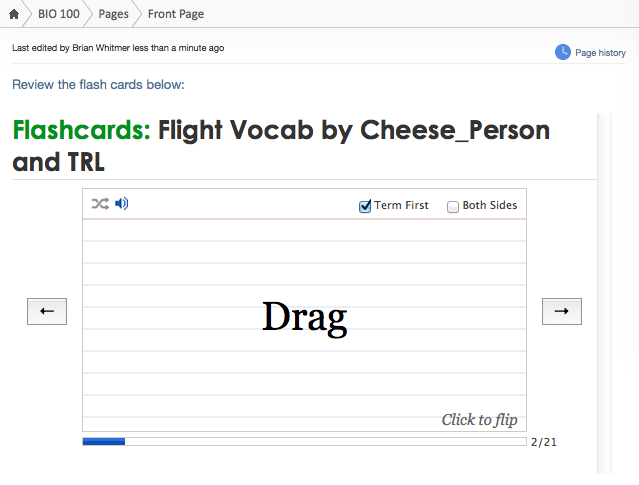 BIO 100 Pages Front Page
Last edited by Brian Whitmer less than a minute ago
Page history
Review the flash cards below:
Flashcards: Flight Vocab by Cheese_Person
and TRL
Term First Both Sides
Drag
Click to flip
2/21